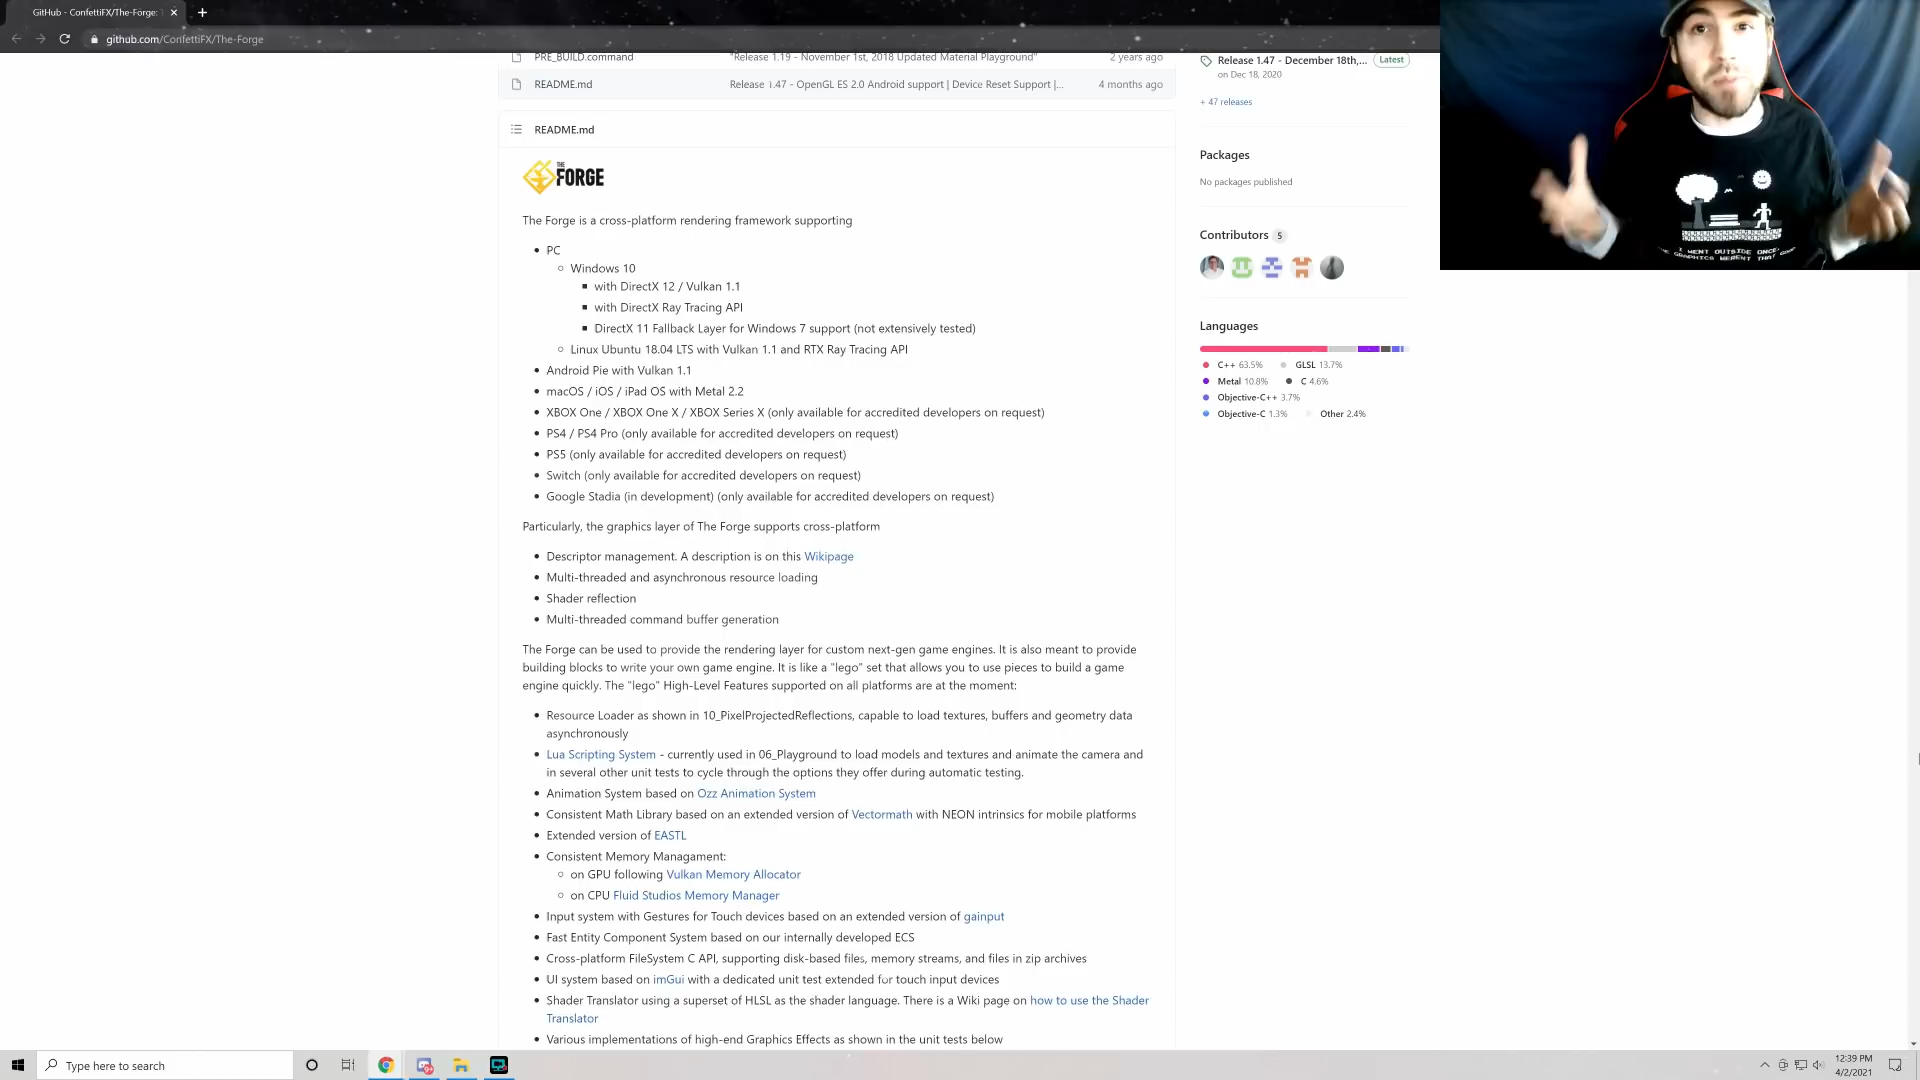 GitHub - ConfettiFX/The-Forge:
github.com/ConfettiFX/The-Forge
PRE_BUILD.command
"Release 1.19 - November 1st, 2018 Updated Material Playground"
2 years ago
README.md
Release 1.47 - OpenGL ES 2.0 Android support | Device Reset Support |...
4 months ago
README.md
THE FORGE
The Forge is a cross-platform rendering framework supporting
PC
Windows 10
with DirectX 12 / Vulkan 1.1
with DirectX Ray Tracing API
DirectX 11 Fallback Layer for Windows 7 support (not extensively tested)
Linux Ubuntu 18.04 LTS with Vulkan 1.1 and RTX Ray Tracing API
Android Pie with Vulkan 1.1
macOS / iOS / iPad OS with Metal 2.2
XBOX One / XBOX One X / XBOX Series X (only available for accredited developers on request)
PS4 / PS4 Pro (only available for accredited developers on request)
PS5 (only available for accredited developers on request)
Switch (only available for accredited developers on request)
Google Stadia (in development) (only available for accredited developers on request)
Particularly, the graphics layer of The Forge supports cross-platform
Descriptor management. A description is on this Wikipage
Multi-threaded and asynchronous resource loading
Shader reflection
Multi-threaded command buffer generation
The Forge can be used to provide the rendering layer for custom next-gen game engines. It is also meant to provide
building blocks to write your own game engine. It is like a "lego" set that allows you to use pieces to build a game
engine quickly. The "lego" High-Level Features supported on all platforms are at the moment:
Resource Loader as shown in 10_PixelProjectedReflections, capable to load textures, buffers and geometry data
asynchronously
Lua Scripting System - currently used in 06_Playground to load models and textures and animate the camera and
in several other unit tests to cycle through the options they offer during automatic testing.
Animation System based on Ozz Animation System
Consistent Math Library based on an extended version of Vectormath with NEON intrinsics for mobile platforms
Extended version of EASTL
Consistent Memory Managament:
on GPU following Vulkan Memory Allocator
on CPU Fluid Studios Memory Manager
Input system with Gestures for Touch devices based on an extended version of gainput
Fast Entity Component System based on our internally developed ECS
Cross-platform FileSystem C API, supporting disk-based files, memory streams, and files in zip archives
UI system based on imGui with a dedicated unit test extended for touch input devices
Shader Translator using a superset of HLSL as the shader language. There is a Wiki page on how to use the Shader
Translator
Various implementations of high-end Graphics Effects as shown in the unit tests below
Release 1.47 - December 18th,...
Latest
on Dec 18, 2020
+ 47 releases
Packages
No packages published
Contributors 5
Languages
C++ 63.5%
GLSL 13.7%
Metal 10.8%
C 4.6%
Objective-C++ 3.7%
Objective-C 1.3%
Other 2.4%
I WENT OUTSIDE ONCE,
GRAPHICS WERENT THAT
Type here to search
12:39 PM
4/2/2021